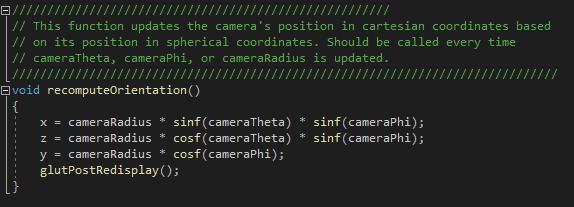 //////////////////////////////////////////////////////
// This function updates the camera's position in cartesian coordinates based
// on its position in spherical coordinates. Should be called every time
// cameraTheta, cameraPhi, or cameraRadius is updated.
//////////////////////////////////////////////////////////////////////////////
void recomputeOrientation()
{
    x = cameraRadius * sinf(cameraTheta) * sinf(cameraPhi);
    z = cameraRadius * cosf(cameraTheta) * sinf(cameraPhi);
    y = cameraRadius * cosf(cameraPhi);
    glutPostRedisplay();
}